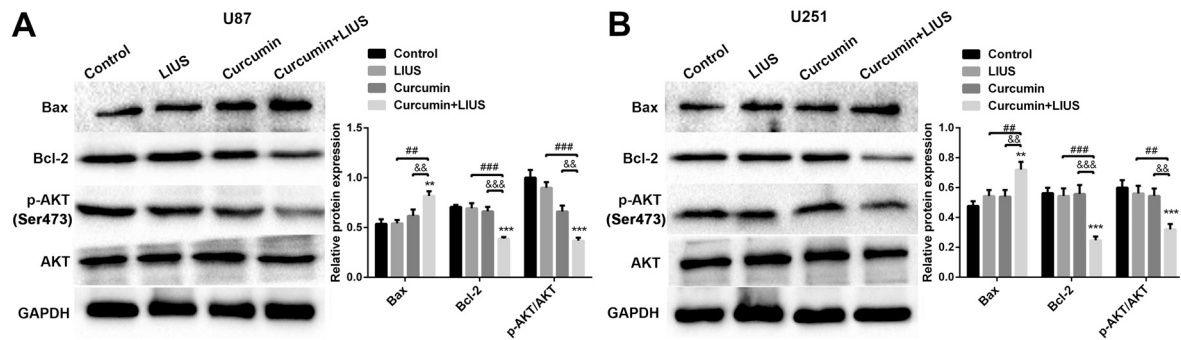 A
U87
Control
LIUS
Curcumin
Curcumin+LIUS
Bax
Bcl-2
p-AKT
(Ser473)
AKT
GAPDH
Control
LIUS
Curcumin
Curcumin+LIUS
Relative protein expression
1.5
1.0
0.5
0.0
##
&&
**
###
&&&
***
###
&&
***
Bax
Bcl-2
p-AKT/AKT
B
U251
Control
LIUS
Curcumin
Curcumin+LIUS
Bax
Bcl-2
p-AKT
(Ser473)
AKT
GAPDH
Control
LIUS
Curcumin
Curcumin+LIUS
Relative protein expression
1.0
0.8
0.6
0.4
0.2
0.0
##
&&
**
###
&&&
***
##
&&
***
Bax
Bcl-2
p-AKT/AKT